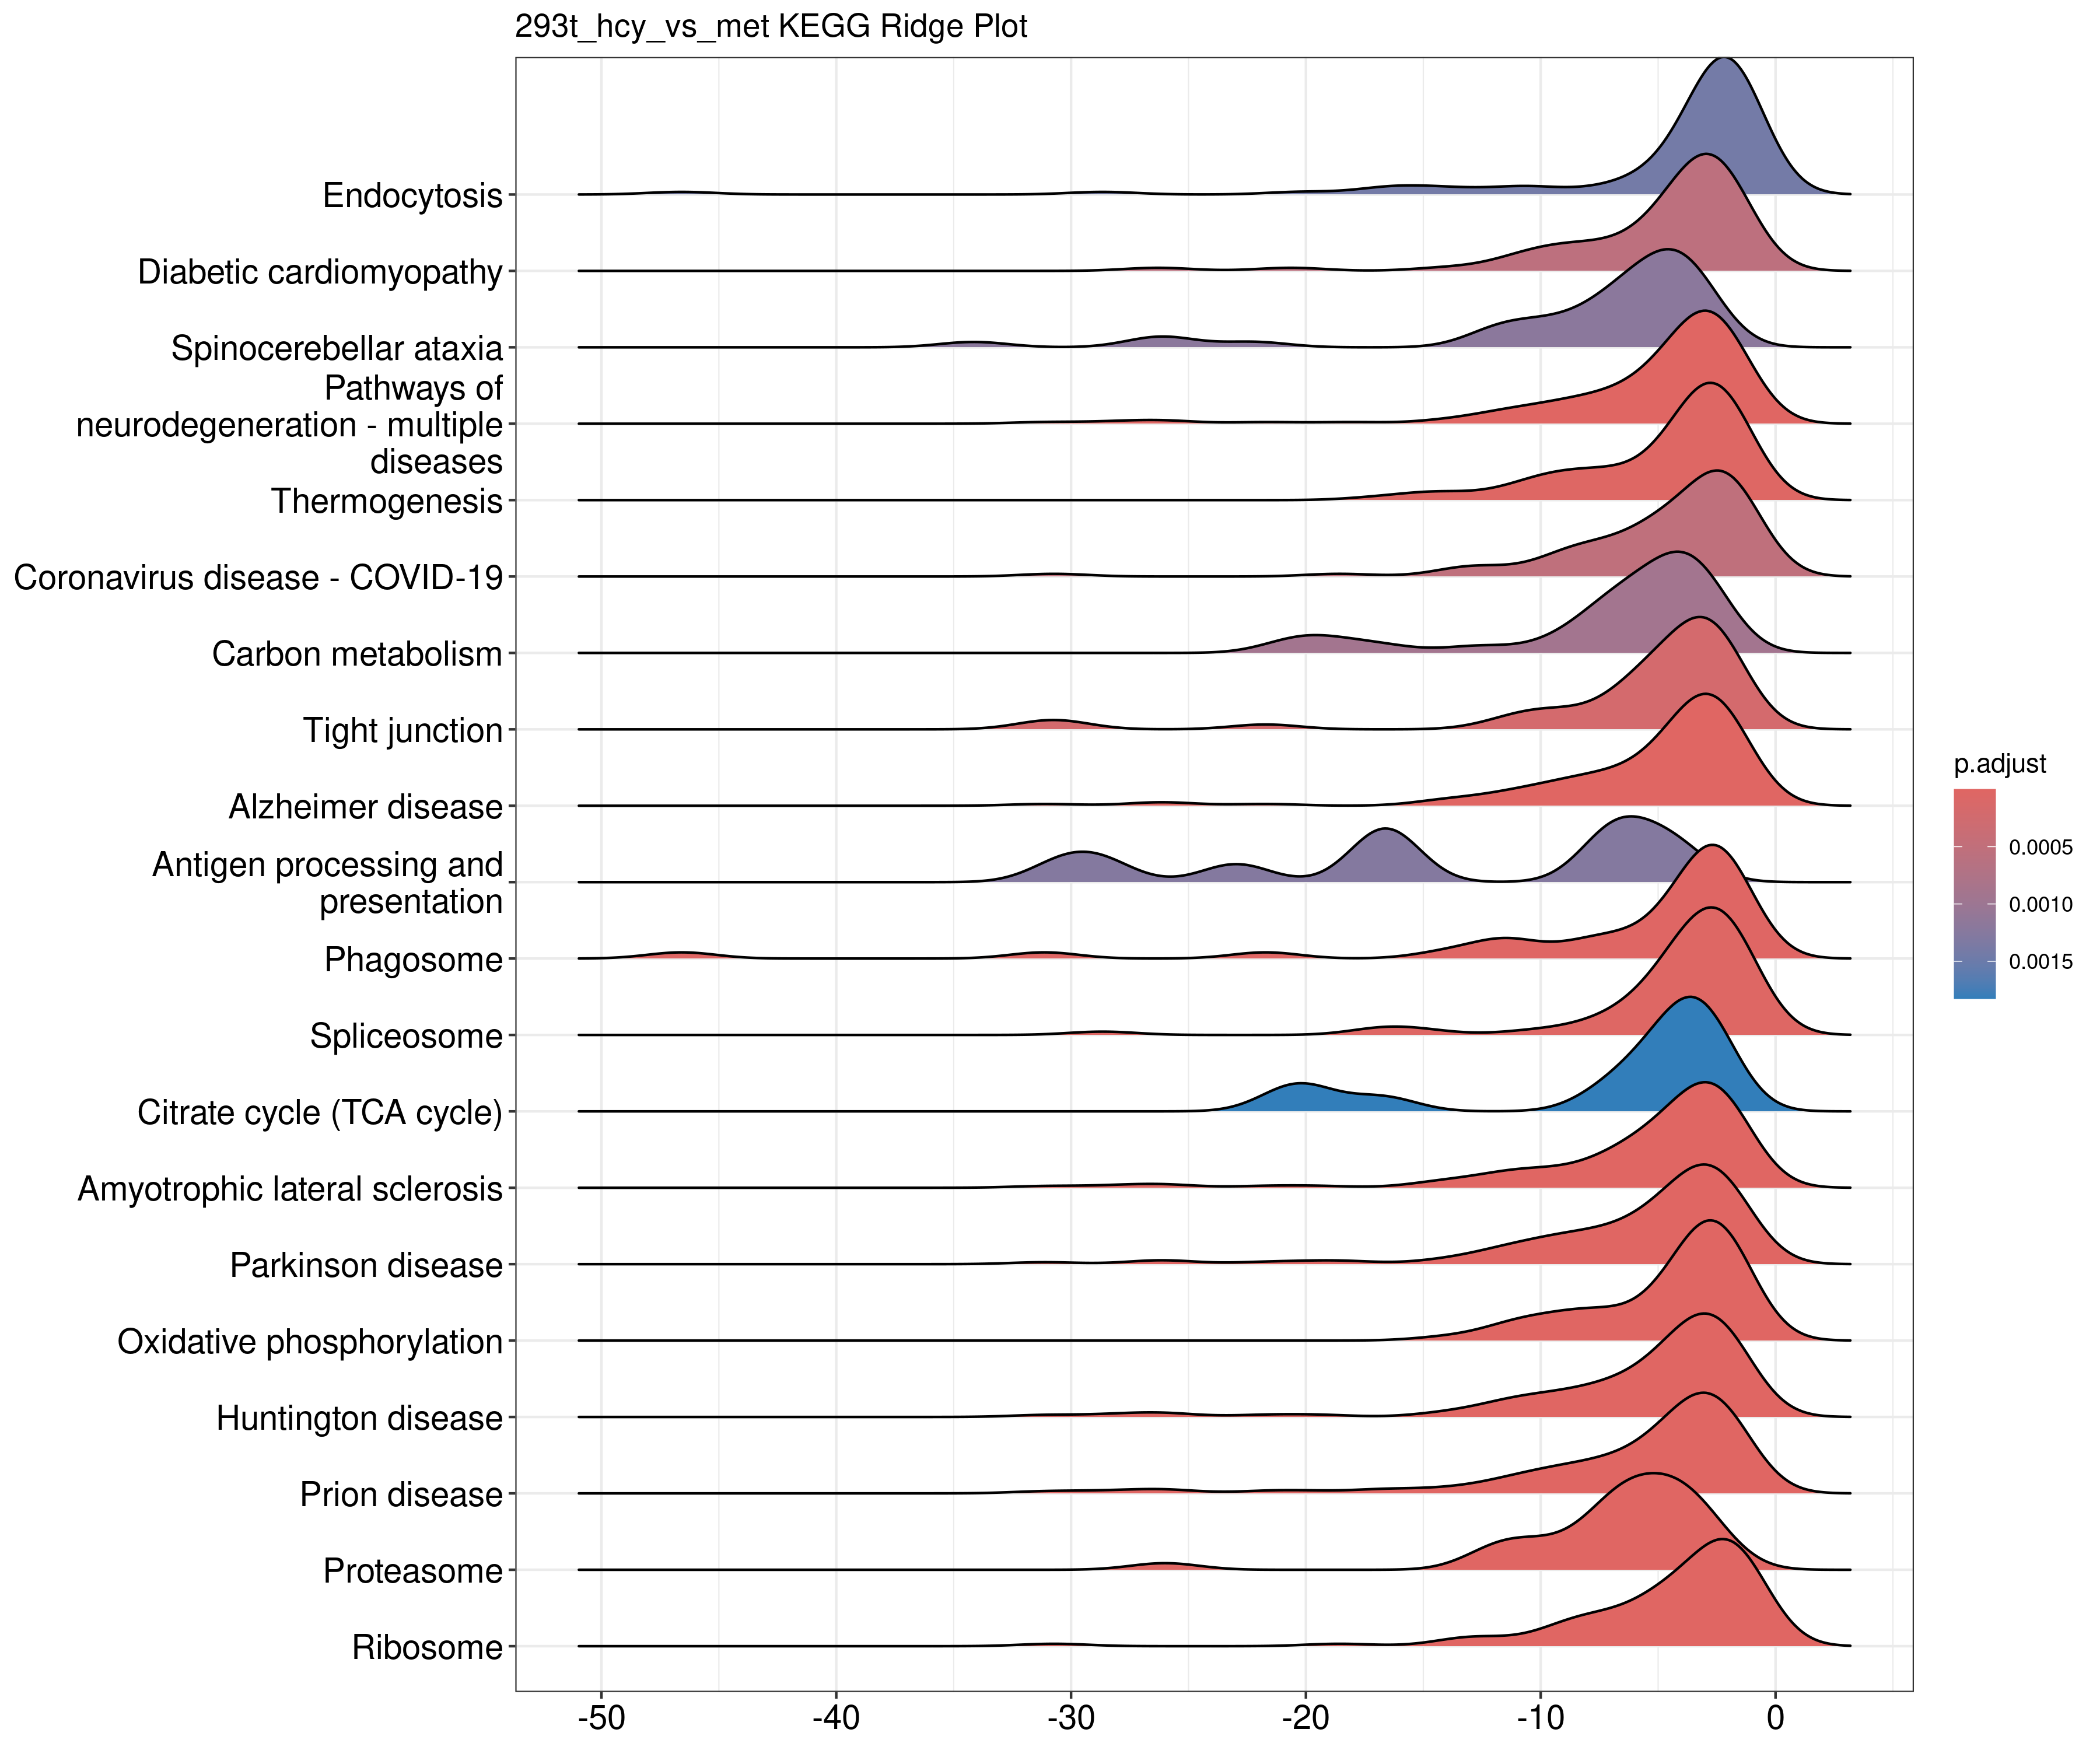 293t_hcy_vs_met KEGG Ridge Plot
Endocytosis
Diabetic cardiomyopathy
Spinocerebellar ataxia
Pathways of
neurodegeneration - multiple
diseases
Thermogenesis
Coronavirus disease - COVID-19
Carbon metabolism
Tight junction
Alzheimer disease
Antigen processing and
presentation
Phagosome
Spliceosome
Citrate cycle (TCA cycle)
Amyotrophic lateral sclerosis
Parkinson disease
Oxidative phosphorylation
Huntington disease
Prion disease
Proteasome
Ribosome
-50 -40 -30 -20 -10 0
p.adjust
0.0005
0.0010
0.0015